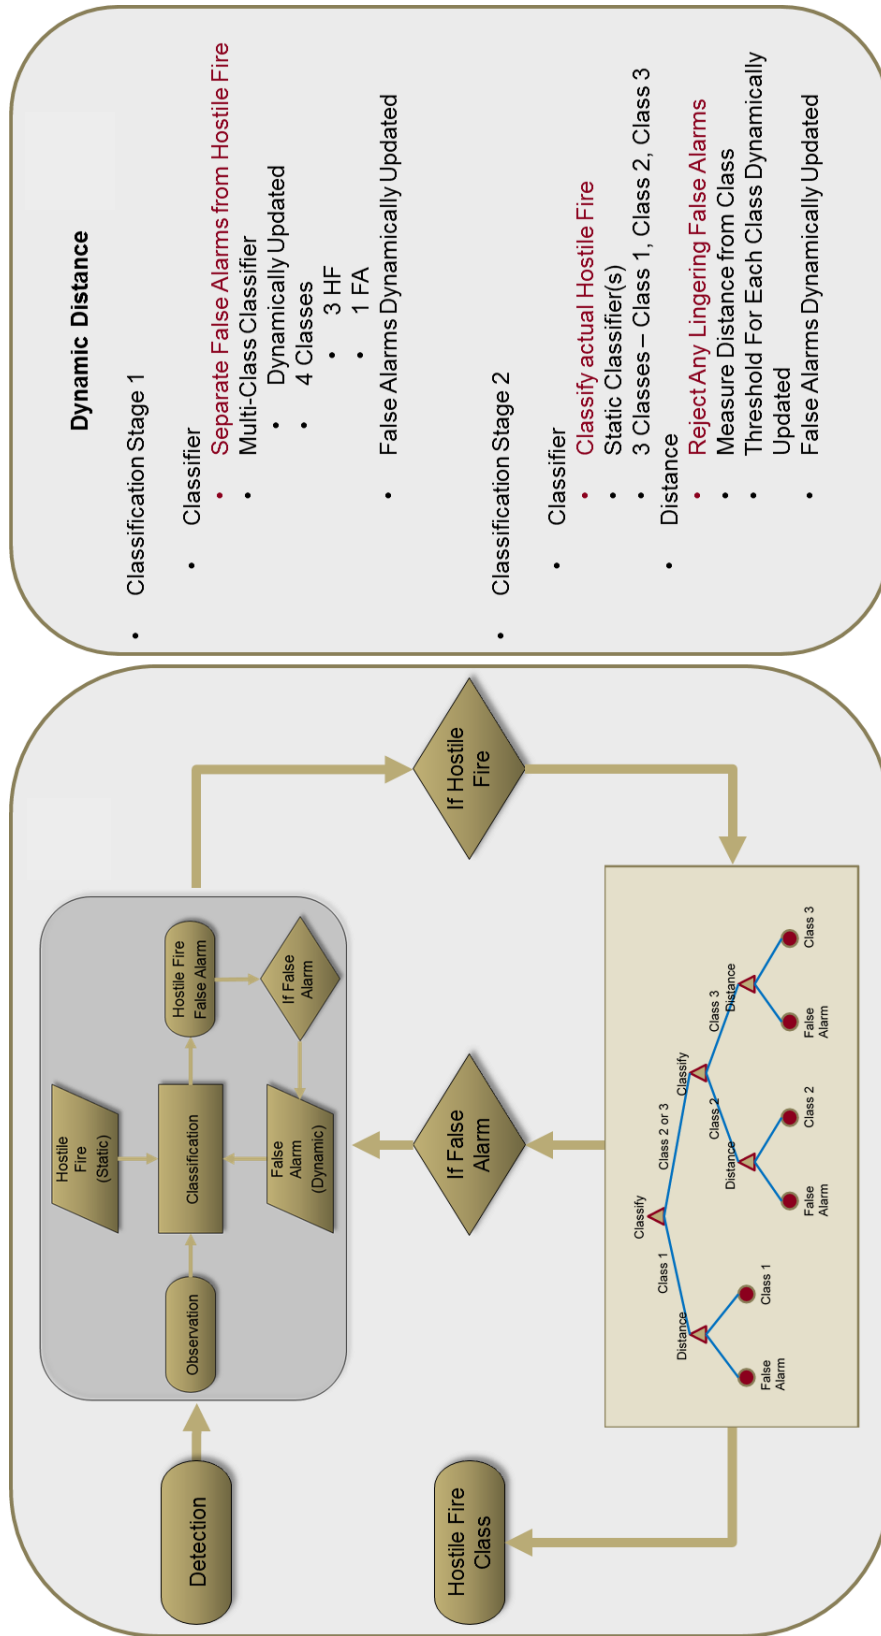 Detection
Observation
Hostile Fire
(Static)
Classification
False
Alarm
(Dynamic)
Hostile Fire
False Alarm
If False
Alarm
If Hostile
Fire
If False
Alarm
Hostile Fire
Class
Classify
Class 1
Class 2 or 3
Distance
Classify
Class 2
Class 3
Distance
Distance
False
Alarm
Class 1
False
Alarm
Class 2
False
Alarm
Class 3
Dynamic Distance
• Classification Stage 1
• Classifier
• Separate False Alarms from Hostile Fire
• Multi-Class Classifier
• Dynamically Updated
• 4 Classes
• 3 HF
• 1 FA
• False Alarms Dynamically Updated
• Classification Stage 2
• Classifier
• Classify actual Hostile Fire
• Static Classifier(s)
• 3 Classes – Class 1, Class 2, Class 3
• Distance
• Reject Any Lingering False Alarms
• Measure Distance from Class
• Threshold For Each Class Dynamically
Updated
• False Alarms Dynamically Updated